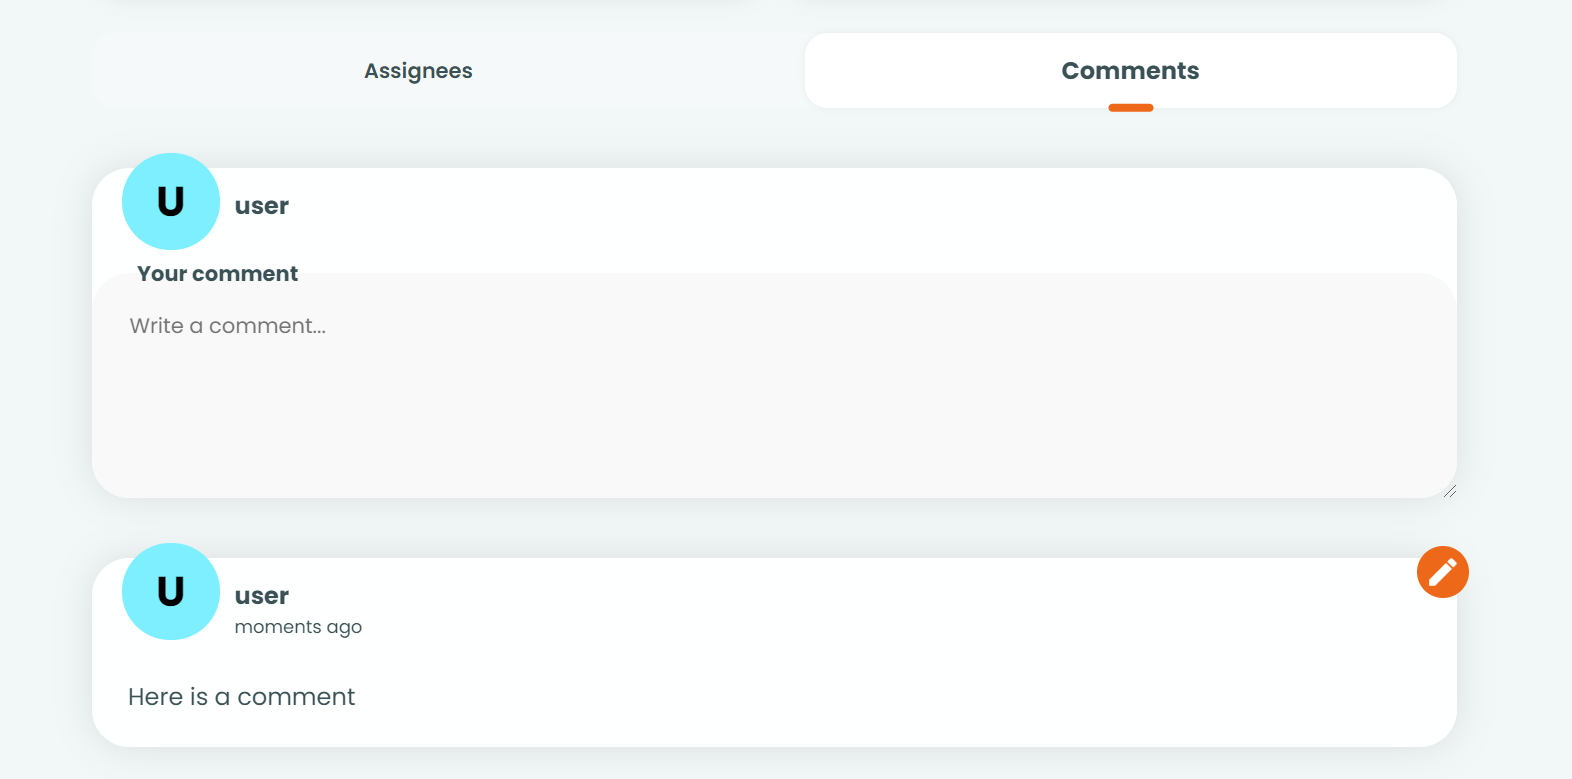 Assignees
Comments
U
user
Your comment
Write a comment...
U
user
moments ago
Here is a comment